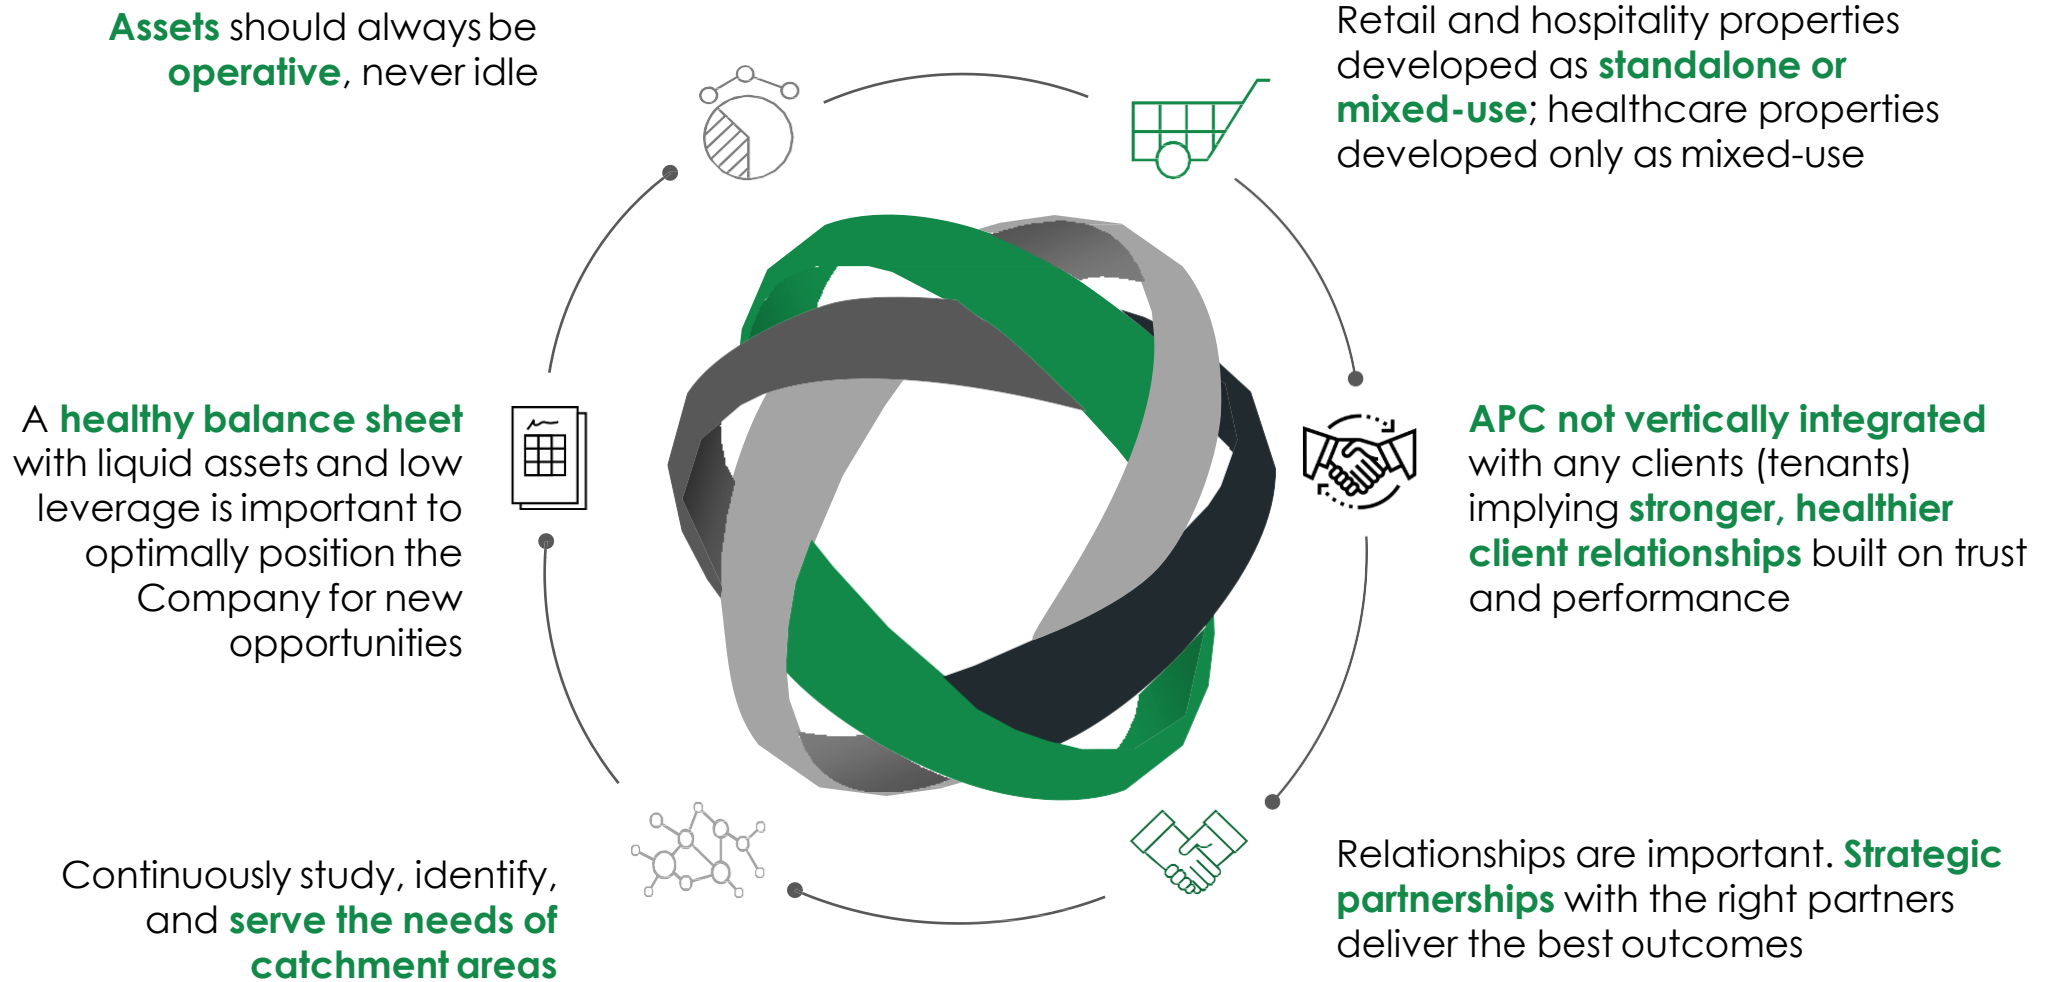 Assets should always be
operative, never idle
Retail and hospitality properties
developed as standalone or
mixed-use; healthcare properties
developed only as mixed-use
A healthy balance sheet
with liquid assets and low
leverage is important to
optimally position the
Company for new
opportunities
APC not vertically integrated
with any clients (tenants)
implying stronger, healthier
client relationships built on trust
and performance
Continuously study, identify,
and serve the needs of
catchment areas
Relationships are important. Strategic
partnerships with the right partners
deliver the best outcomes